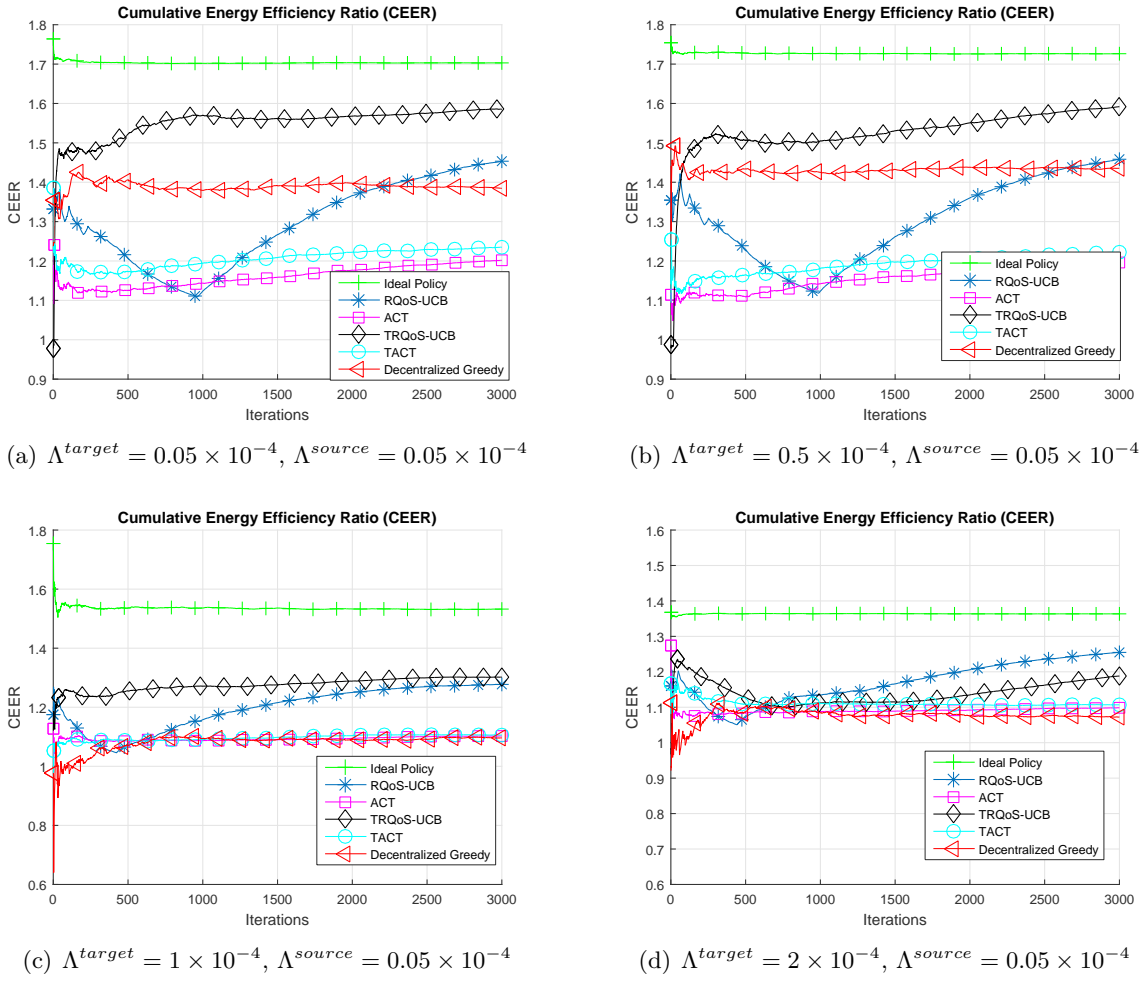 Cumulative Energy Efficiency Ratio (CEER)
1.8
1.7
1.6
1.5
1.4
1.3
1.2
1.1
1
0.9
CEER
0 500 1000 1500 2000 2500 3000
Iterations
Ideal Policy
RQoS-UCB
ACT
TRQoS-UCB
TACT
Decentralized Greedy
(a) Λ^{target} = 0.05 × 10^{−4}, Λ^{source} = 0.05 × 10^{−4}
Cumulative Energy Efficiency Ratio (CEER)
1.8
1.7
1.6
1.5
1.4
1.3
1.2
1.1
1
0.9
CEER
0 500 1000 1500 2000 2500 3000
Iterations
Ideal Policy
RQoS-UCB
ACT
TRQoS-UCB
TACT
Decentralized Greedy
(b) Λ^{target} = 0.5 × 10^{−4}, Λ^{source} = 0.05 × 10^{−4}
Cumulative Energy Efficiency Ratio (CEER)
1.8
1.6
1.4
1.2
1
0.8
0.6
CEER
0 500 1000 1500 2000 2500 3000
Iterations
Ideal Policy
RQoS-UCB
ACT
TRQoS-UCB
TACT
Decentralized Greedy
(c) Λ^{target} = 1 × 10^{−4}, Λ^{source} = 0.05 × 10^{−4}
Cumulative Energy Efficiency Ratio (CEER)
1.6
1.5
1.4
1.3
1.2
1.1
1
0.9
0.8
0.7
0.6
CEER
0 500 1000 1500 2000 2500 3000
Iterations
Ideal Policy
RQoS-UCB
ACT
TRQoS-UCB
TACT
Decentralized Greedy
(d) Λ^{target} = 2 × 10^{−4}, Λ^{source} = 0.05 × 10^{−4}